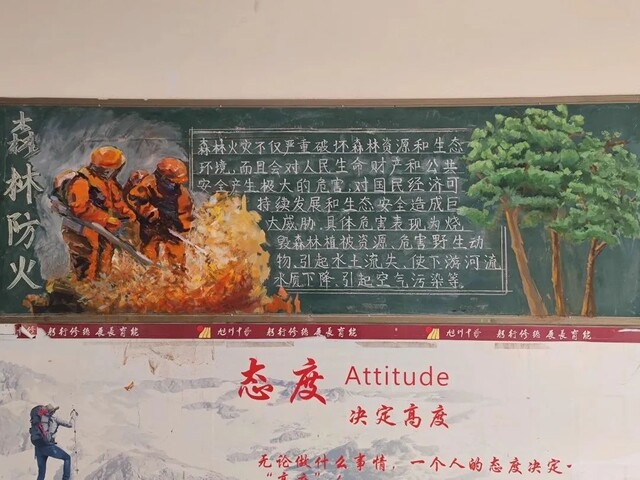 森林防火
森林火灾不仅严重破坏森林资源和生态
环境,而且会对人民生命财产和公共
安全产生极大的危害,对国民经济可
持续发展和生态安全造成巨
大威胁,具体危害表现为烧
毁森林植被资源、危害野生动
物、引起水土流失、使下游河流
水质下降、引起空气污染等。
态度 Attitude
决定高度
无论做什么事情,一个人的态度决定